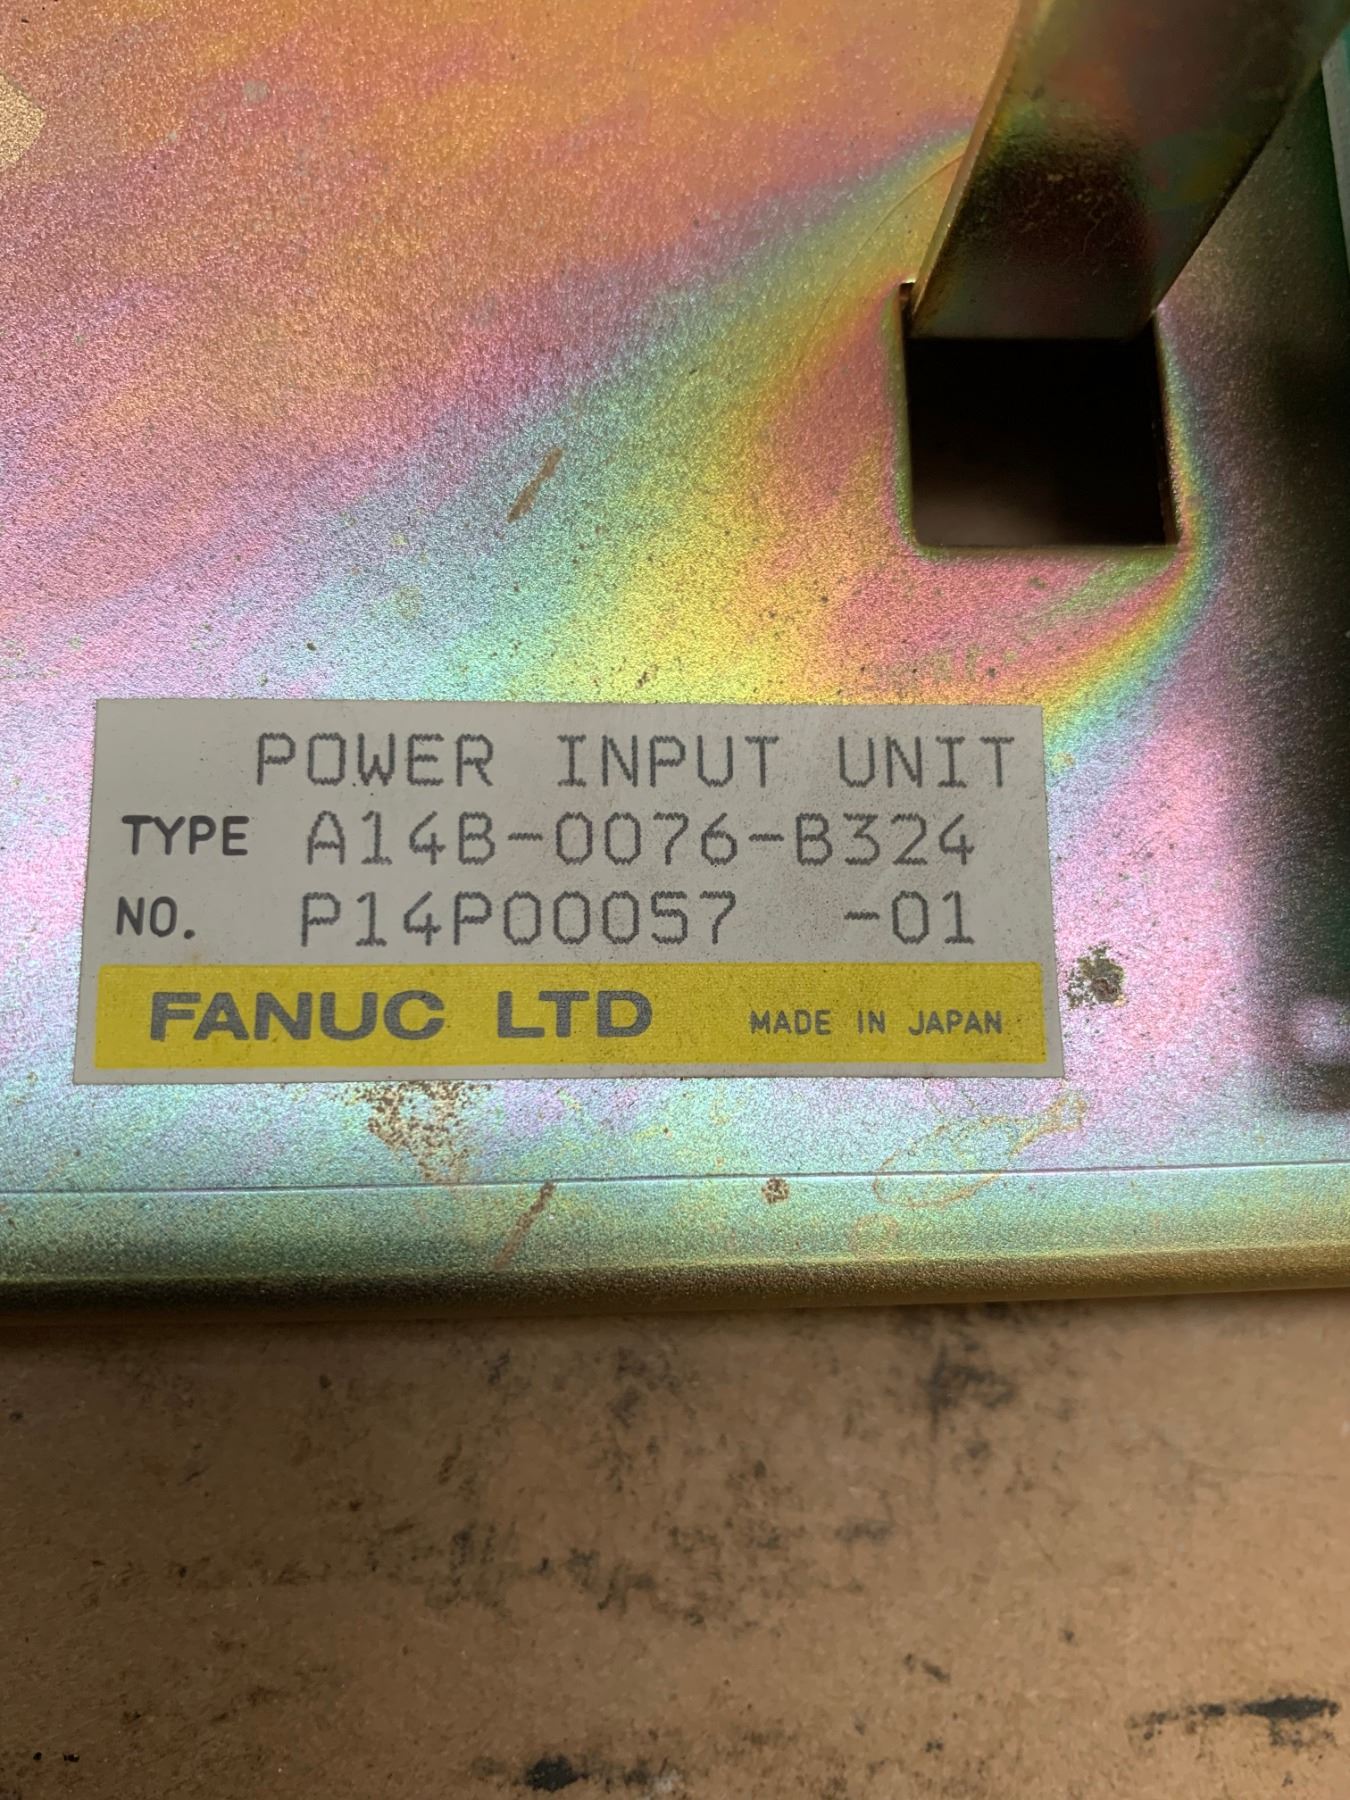 POWER INPUT UNIT
TYPE A14B-0076-B324
NO. P14P00057 -01
FANUC LTD MADE IN JAPAN